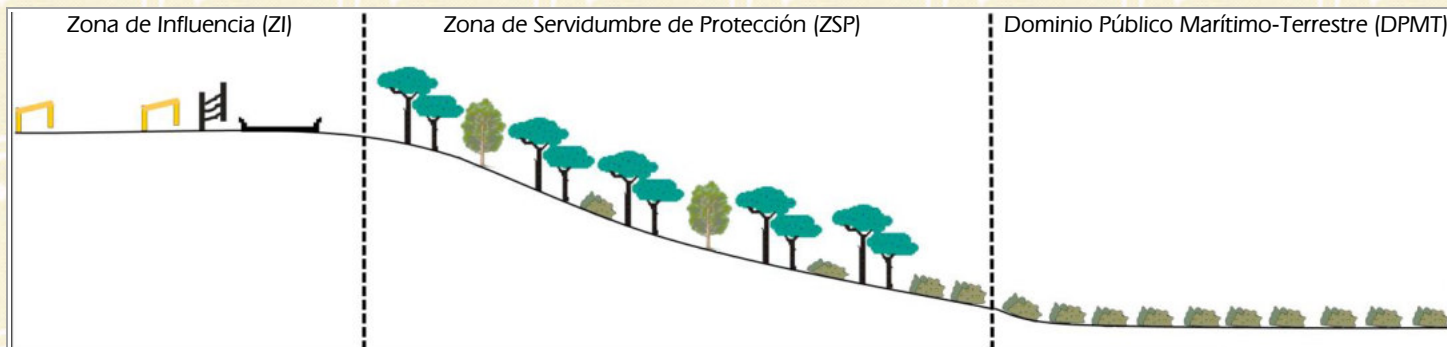 Zona de Influencia (ZI)
Zona de Servidumbre de Protección (ZSP)
Dominio Público Marítimo-Terrestre (DPMT)